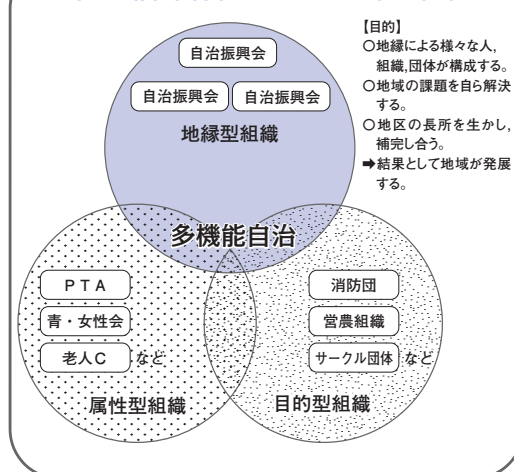 【目的】
〇地縁による様々な人,
組織,団体が構成する。
〇地域の課題を自ら解決
する。
〇地区の長所を生かし,
補完し合う。
➡結果として地域が発展
する。
自治振興会
自治振興会 自治振興会
地縁型組織
多機能自治
PTA
青・女性会
老人C など
属性型組織
消防団
営農組織
サークル団体 など
目的型組織